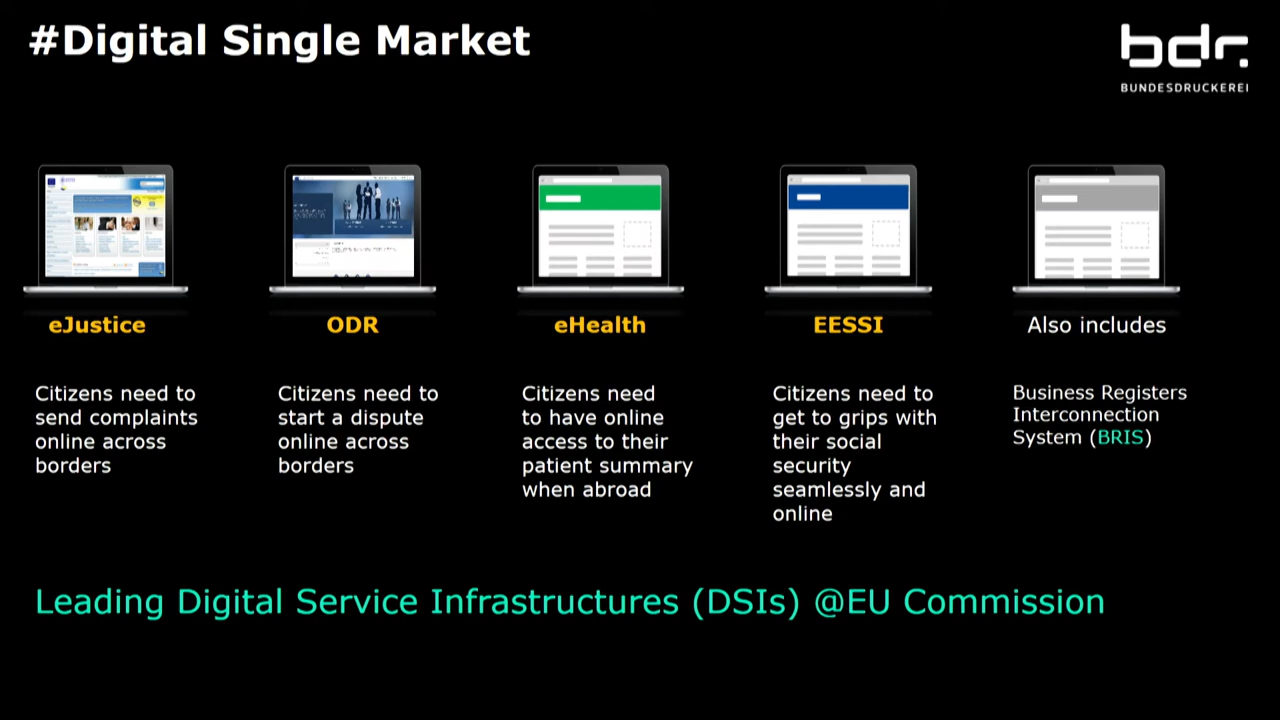 #Digital Single Market
bdr.
BUNDESDRUCKEREI
eJustice
Citizens need to
send complaints
online across
borders
ODR
Citizens need to
start a dispute
online across
borders
eHealth
Citizens need
to have online
access to their
patient summary
when abroad
EESSI
Citizens need to
get to grips with
their social
security
seamlessly and
online
Also includes
Business Registers
Interconnection
System (BRIS)
Leading Digital Service Infrastructures (DSIs) @EU Commission